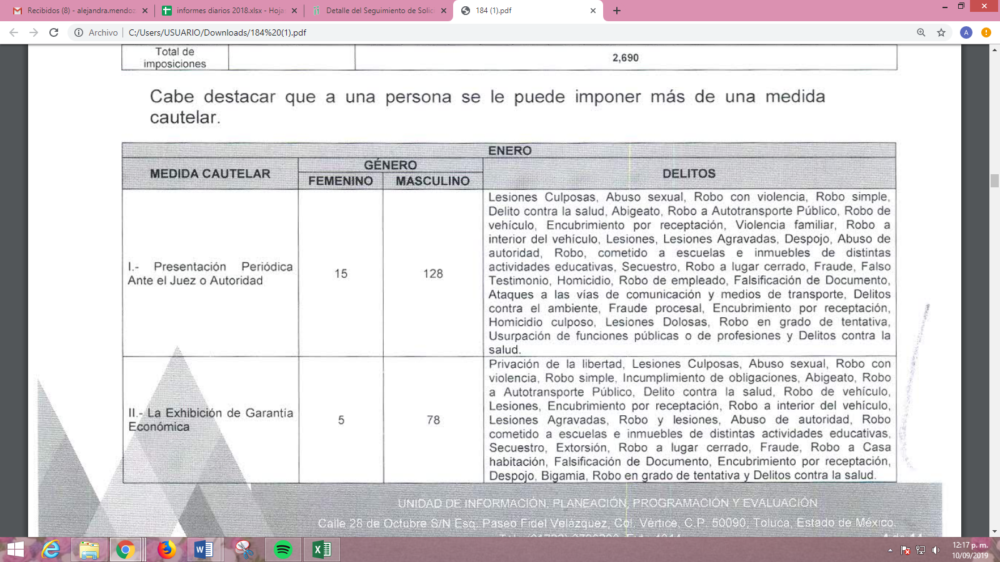 Recibidos (8) - alejandra.mendoz
informes diarios 2018.xlsx - Hoja
Detalle del Seguimiento de Solic
184 (1).pdf
Archivo
C:/Users/USUARIO/Downloads/184%20(1).pdf
A
Total de
imposiciones
2,690
Cabe destacar que a una persona se le puede imponer más de una medida
cautelar.
ENERO
MEDIDA CAUTELAR
GÉNERO
FEMENINO
MASCULINO
DELITOS
I.- Presentación Periódica
Ante el Juez o Autoridad
15
128
Lesiones Culposas, Abuso sexual, Robo con violencia, Robo simple,
Delito contra la salud, Abigeato, Robo a Autotransporte Público, Robo de
vehículo, Encubrimiento por receptación, Violencia familiar, Robo a
interior del vehículo, Lesiones, Lesiones Agravadas, Despojo, Abuso de
autoridad, Robo, cometido a escuelas e inmuebles de distintas
actividades educativas, Secuestro, Robo a lugar cerrado, Fraude, Falso
Testimonio, Homicidio, Robo de empleado, Falsificación de Documento,
Ataques a las vías de comunicación y medios de transporte, Delitos
contra el ambiente, Fraude procesal, Encubrimiento por receptación,
Homicidio culposo, Lesiones Dolosas, Robo en grado de tentativa,
Usurpación de funciones públicas o de profesiones y Delitos contra la
salud.
II.- La Exhibición de Garantía
Económica
5
78
Privación de la libertad, Lesiones Culposas, Abuso sexual, Robo con
violencia, Robo simple, Incumplimiento de obligaciones, Abigeato, Robo
a Autotransporte Público, Delito contra la salud, Robo de vehículo,
Lesiones, Encubrimiento por receptación, Robo a interior del vehículo,
Lesiones Agravadas, Robo y lesiones, Abuso de autoridad, Robo
cometido a escuelas e inmuebles de distintas actividades educativas,
Secuestro, Extorsión, Robo a lugar cerrado, Fraude, Robo a Casa
habitación, Falsificación de Documento, Encubrimiento por receptación,
Despojo, Bigamia, Robo en grado de tentativa y Delitos contra la salud.
UNIDAD DE INFORMACIÓN, PLANEACIÓN, PROGRAMACIÓN Y EVALUACIÓN
Calle 28 de Octubre S/N Esq. Paseo Fidel Velázquez, Col. Vértice, C.P. 50090, Toluca, Estado de México.
12:17 p. m.
10/09/2019